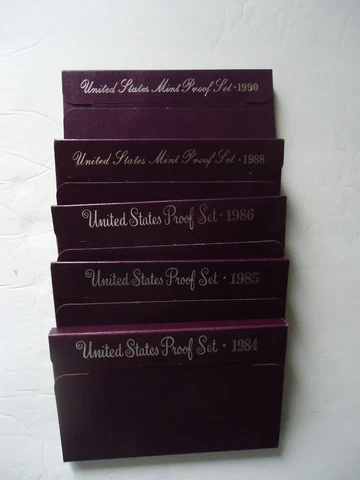 United States Mint Proof Set · 1990
United States Mint Proof Set · 1988
United States Proof Set · 1986
United States Proof Set · 1985
United States Proof Set · 1984